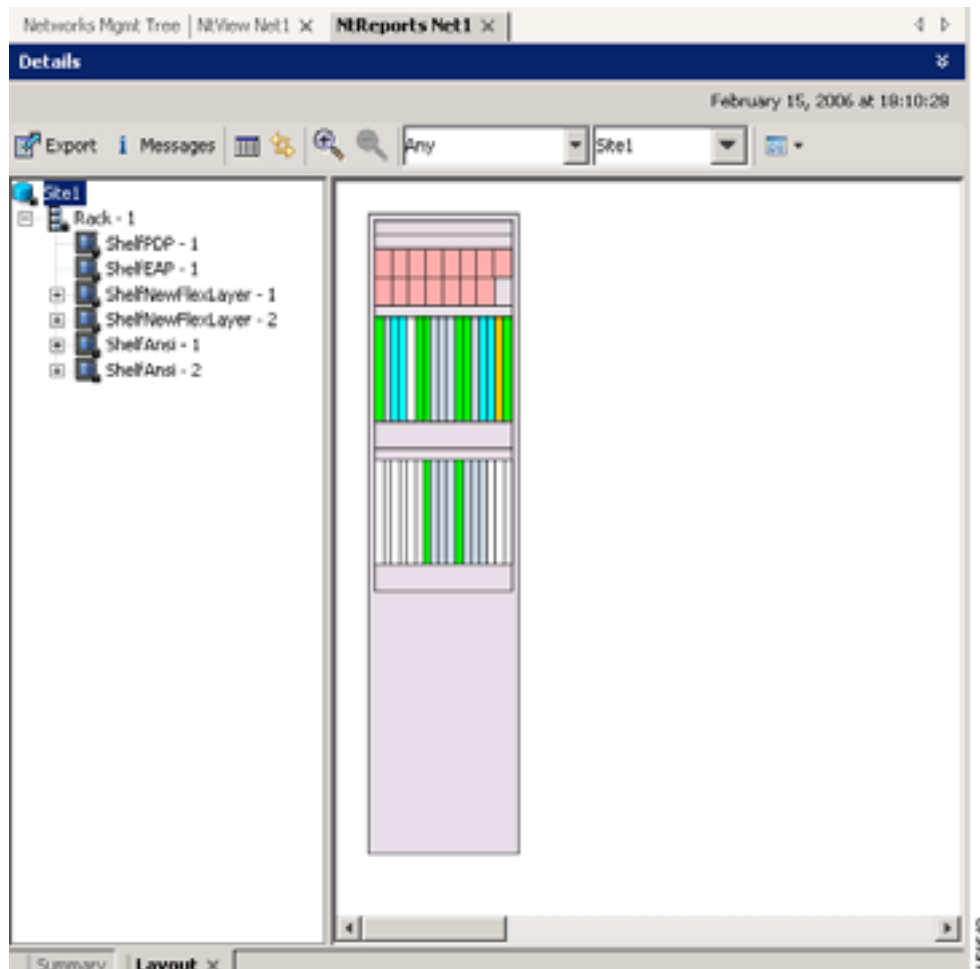 Networks Mgmt Tree | NtView Net1 × NtReports Net1 ×
Details
February 15, 2006 at 18:10:28
Export Messages Any Site1
Site1
Rack - 1
ShelfPDP - 1
ShelfEAP - 1
ShelfNewFlexLayer - 1
ShelfNewFlexLayer - 2
ShelfAnsi - 1
ShelfAnsi - 2
Summary Layout ×